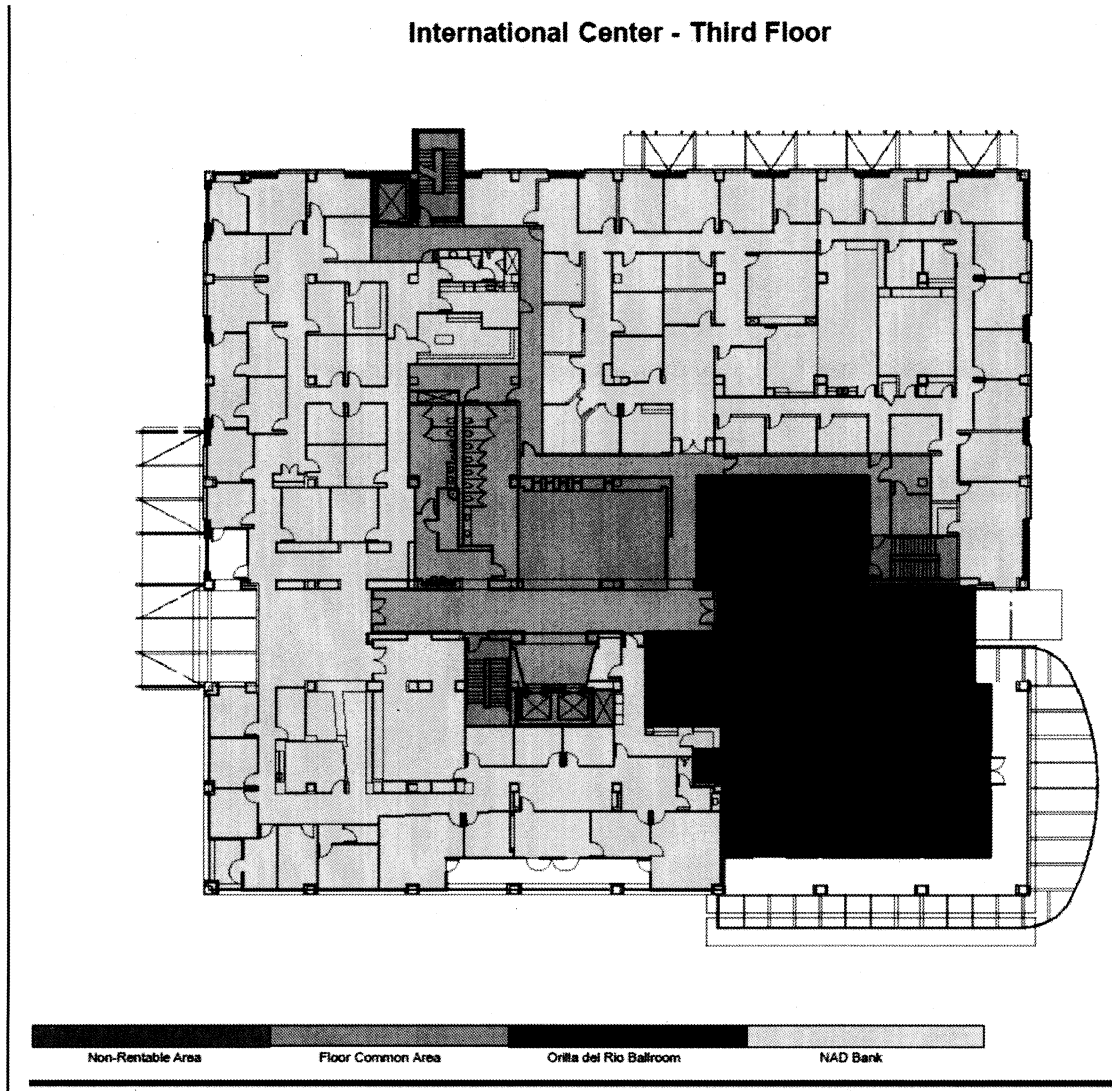 International Center - Third Floor
Non-Rentable Area
Floor Common Area
Orilla del Rio Ballroom
NAD Bank